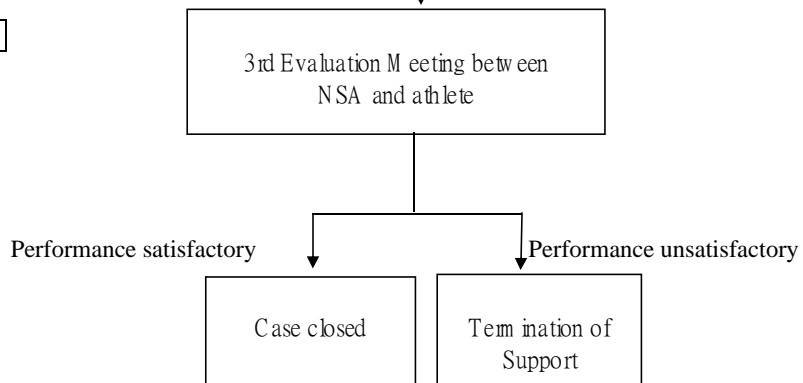 3rd Evaluation Meeting between
NSA and athlete
Performance satisfactory
Performance unsatisfactory
Case closed
Termination of
Support